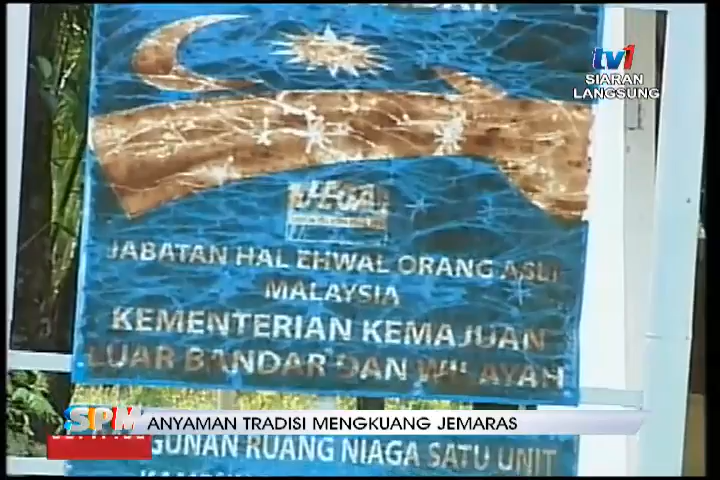 tv1
SIARAN
LANGSUNG
JABATAN HAL EHWAL ORANG ASLI
MALAYSIA
KEMENTERIAN KEMAJUAN
LUAR BANDAR DAN WILAYAH
SPM
ANYAMAN TRADISI MENGKUANG JEMARAS
RUANG NIAGA SATU UNIT